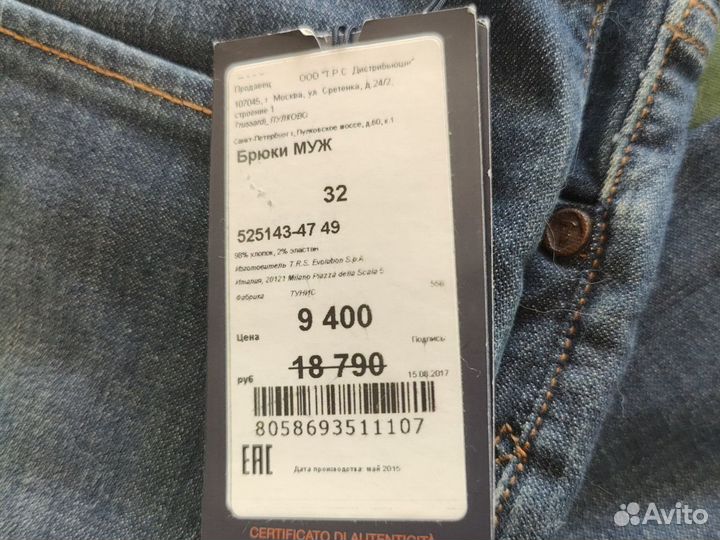 Продавец ООО "Т.Р.С. Дистрибьюшн"
107045, г. Москва, ул. Сретенка, д.24/2,
строение 1
Trussardi, ПУЛКОВО
Санкт-Петербург г, Пулковское шоссе, д.60, к.1
Брюки МУЖ
32
525143-47 49
98% хлопок, 2% эластан
Изготовитель T.R.S. Evolution S.p.A.
Италия, 20121 Milano Piazza della Scala 5
Фабрика ТУНИС 556
9 400
Цена Подпись
18 790
руб 15.08.2017
8058693511107
EAC
Дата производства: май 2015
CERTIFICATO DI AUTENTICITÀ
Avito